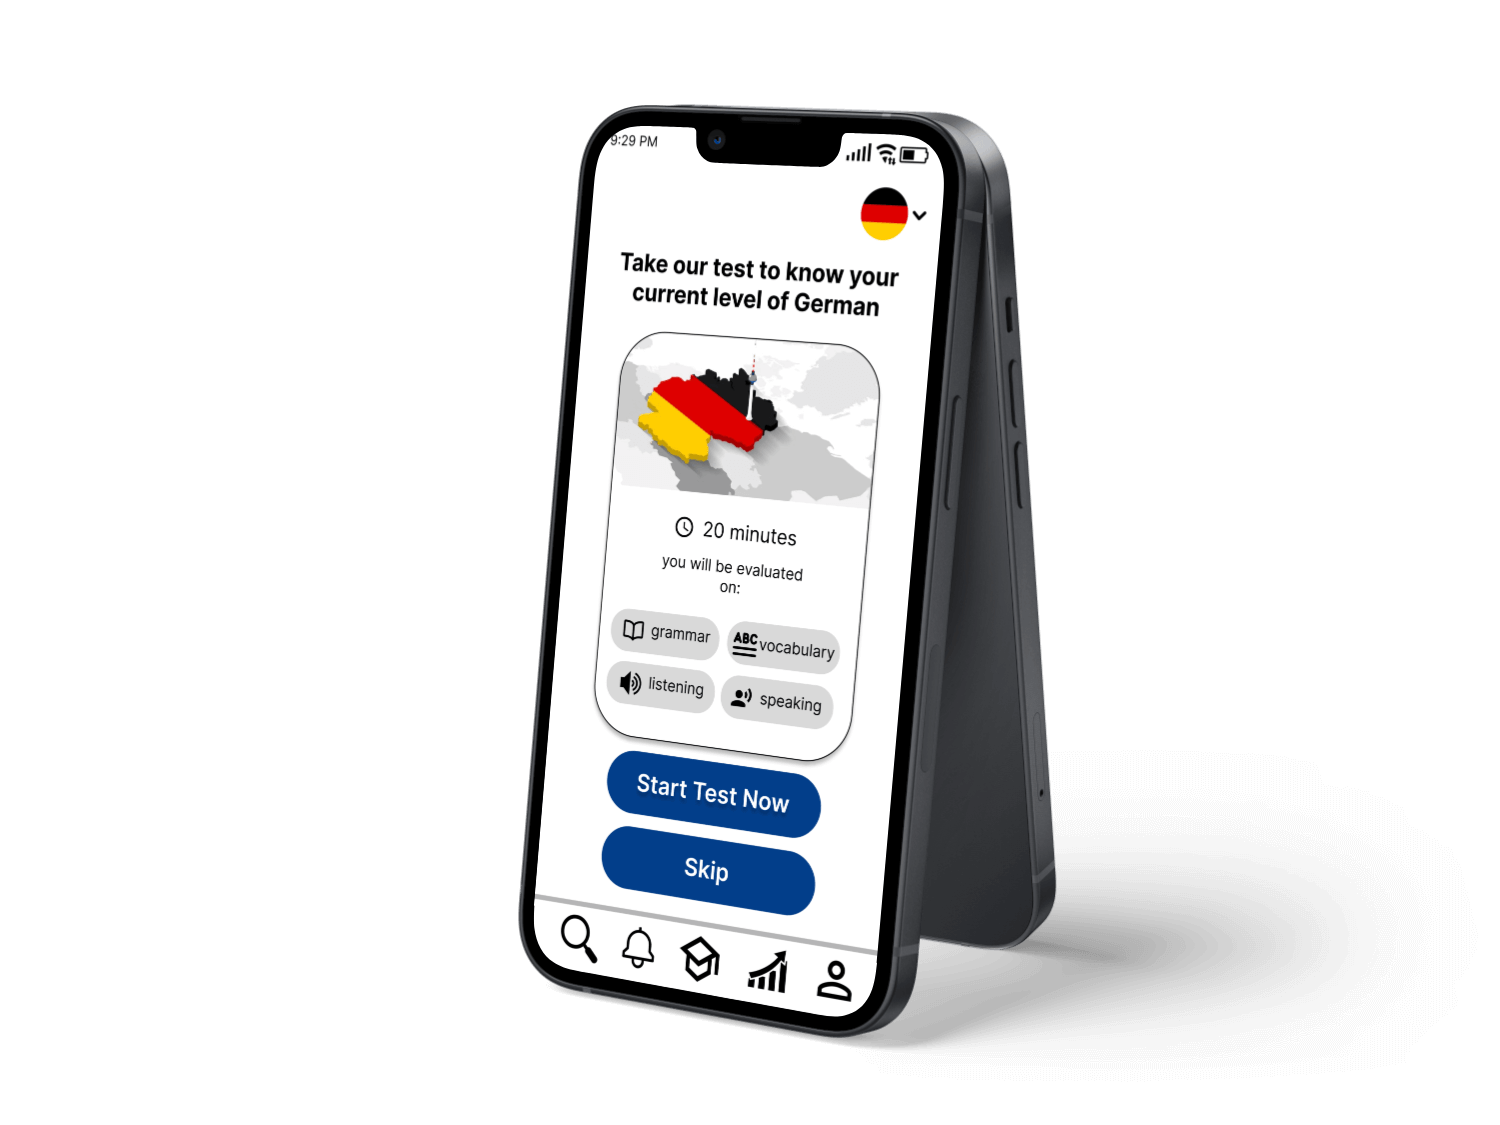 9:29 PM
Take our test to know your
current level of German
20 minutes
you will be evaluated
on:
grammar
ABC vocabulary
listening
speaking
Start Test Now
Skip